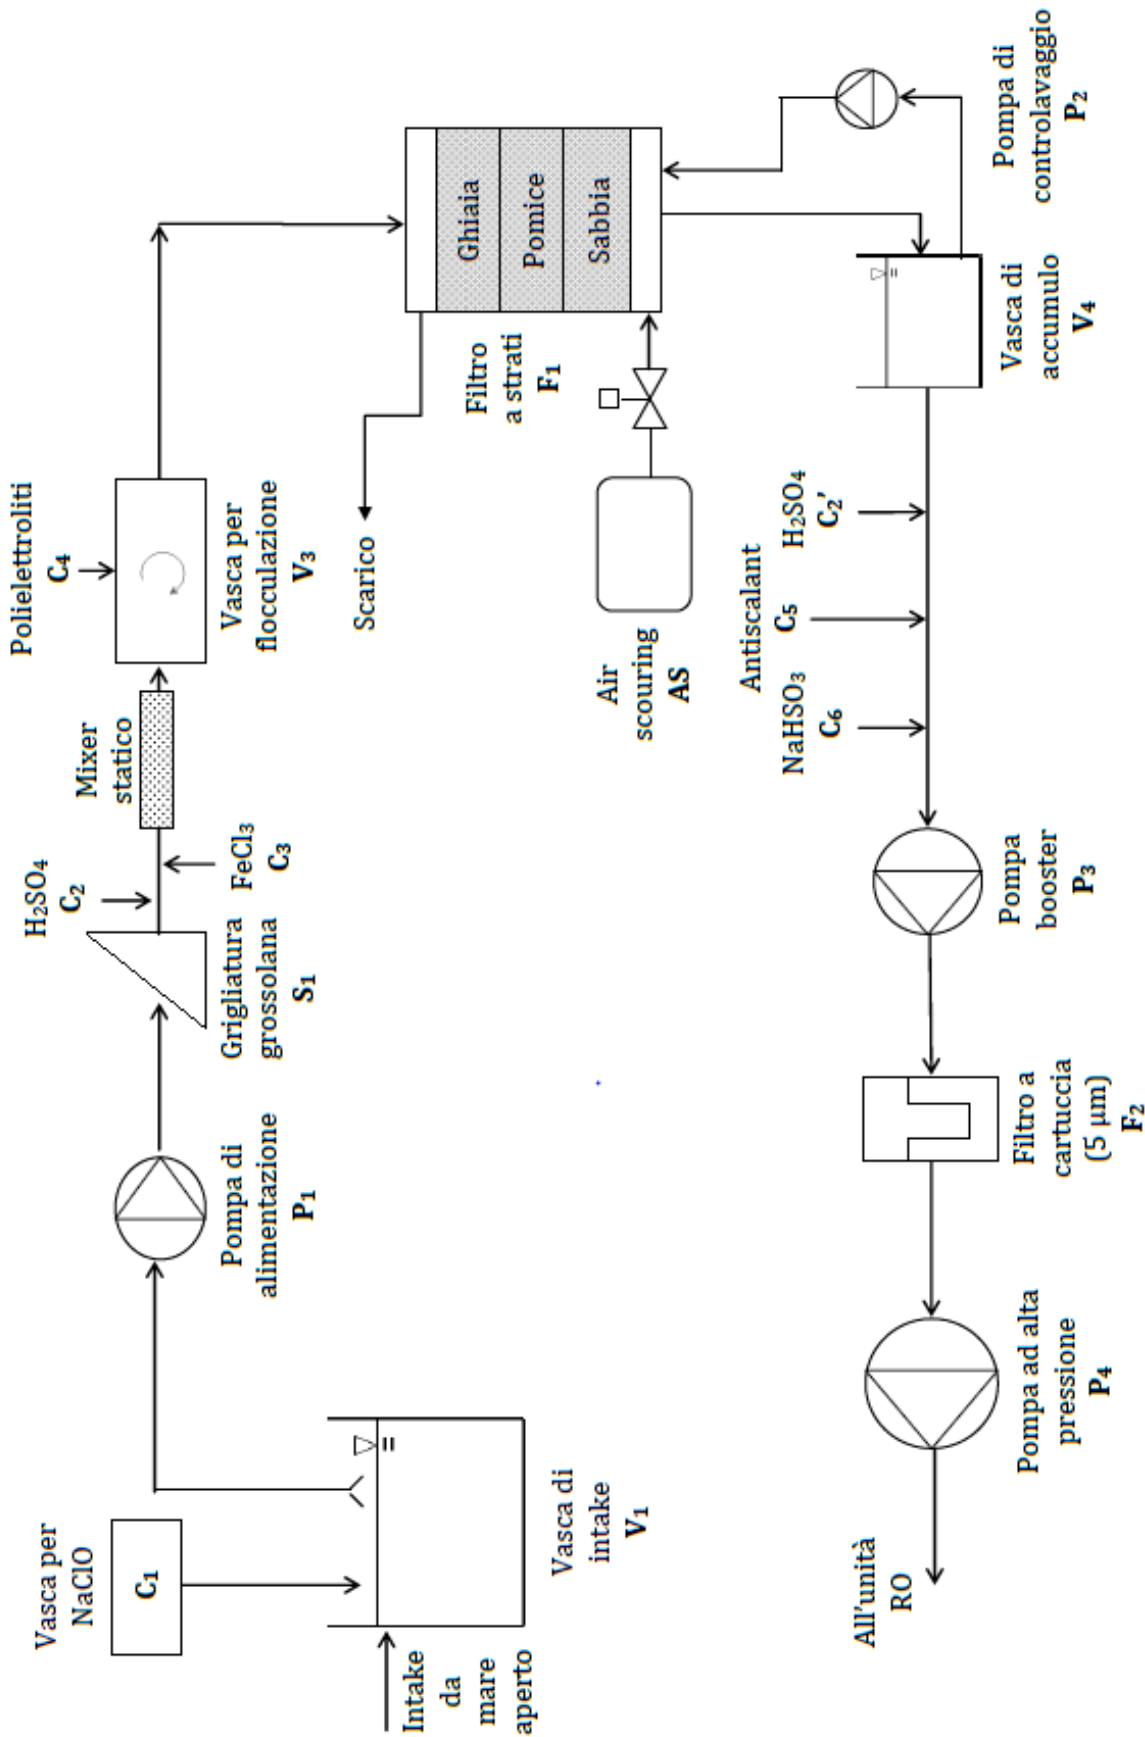 Vasca per
NaClO
C₁
Intake
da
mare
aperto
Vasca di
intake
V₁
Pompa di
alimentazione
P₁
H₂SO₄
C₂
Grigliatura
grossolana
S₁
FeCl₃
C₃
Mixer
statico
Polielettroliti
C₄
Vasca per
flocculazione
V₃
Scarico
Ghiaia
Pomice
Sabbia
Filtro
a strati
F₁
Air
scouring
AS
Pompa di
controlavaggio
P₂
Vasca di
accumulo
V₄
H₂SO₄
C₂'
Antiscalant
C₅
NaHSO₃
C₆
Pompa
booster
P₃
Filtro a
cartuccia
(5 μm)
F₂
Pompa ad alta
pressione
P₄
All'unità
RO